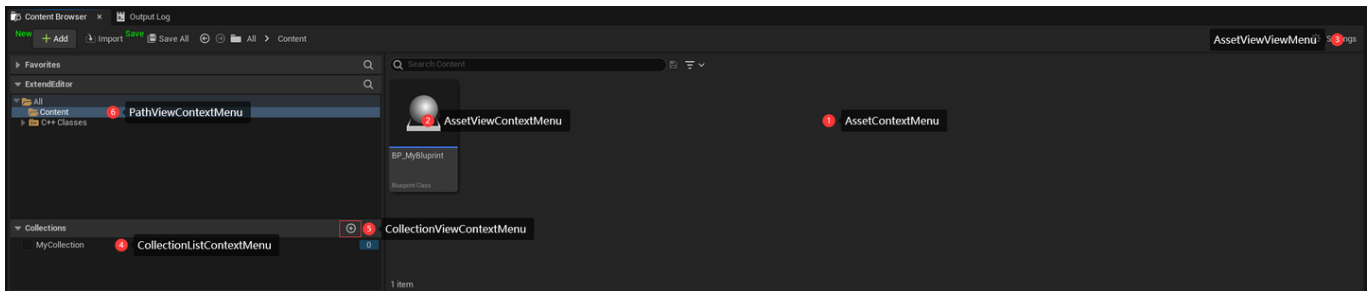 Content Browser × Output Log
New + Add Import Save Save All All > Content AssetViewViewMenu 3 ngs
Favorites Search Content
ExtendEditor
All
Content 6 PathViewContextMenu 2 AssetViewContextMenu 1 AssetContextMenu
C++ Classes
BP_MyBluprint
Blueprint Class
Collections 5 CollectionViewContextMenu
MyCollection 4 CollectionListContextMenu 0
1 item